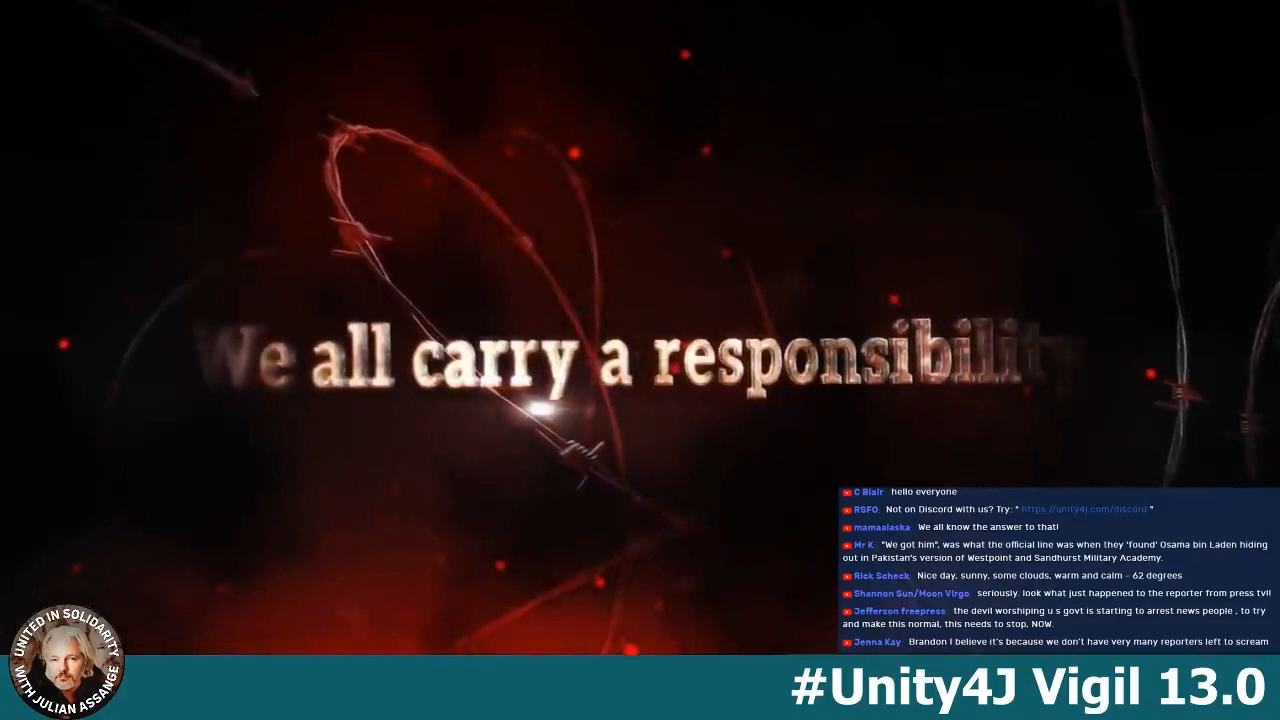 We all carry a responsibility
C Blair hello everyone
RSFO: Not on Discord with us? Try: " https://unity4j.com/discord "
mamaalaska: We all know the answer to that!
Mr K: "We got him", was what the official line was when they 'found' Osama bin Laden hiding
out in Pakistan's version of Westpoint and Sandhurst Military Academy.
Rick Scheck: Nice day, sunny, some clouds, warm and calm - 62 degrees
Shannon Sun/Moon Virgo: seriously. look what just happened to the reporter from press tv!!
Jefferson freepress: the devil worshiping u s govt is starting to arrest news people , to try
and make this normal, this needs to stop, NOW.
Jenna Kay: Brandon I believe it's because we don't have very many reporters left to scream
UNITED IN SOLIDARITY
WITH JULIAN ASSANGE
#Unity4J Vigil 13.0